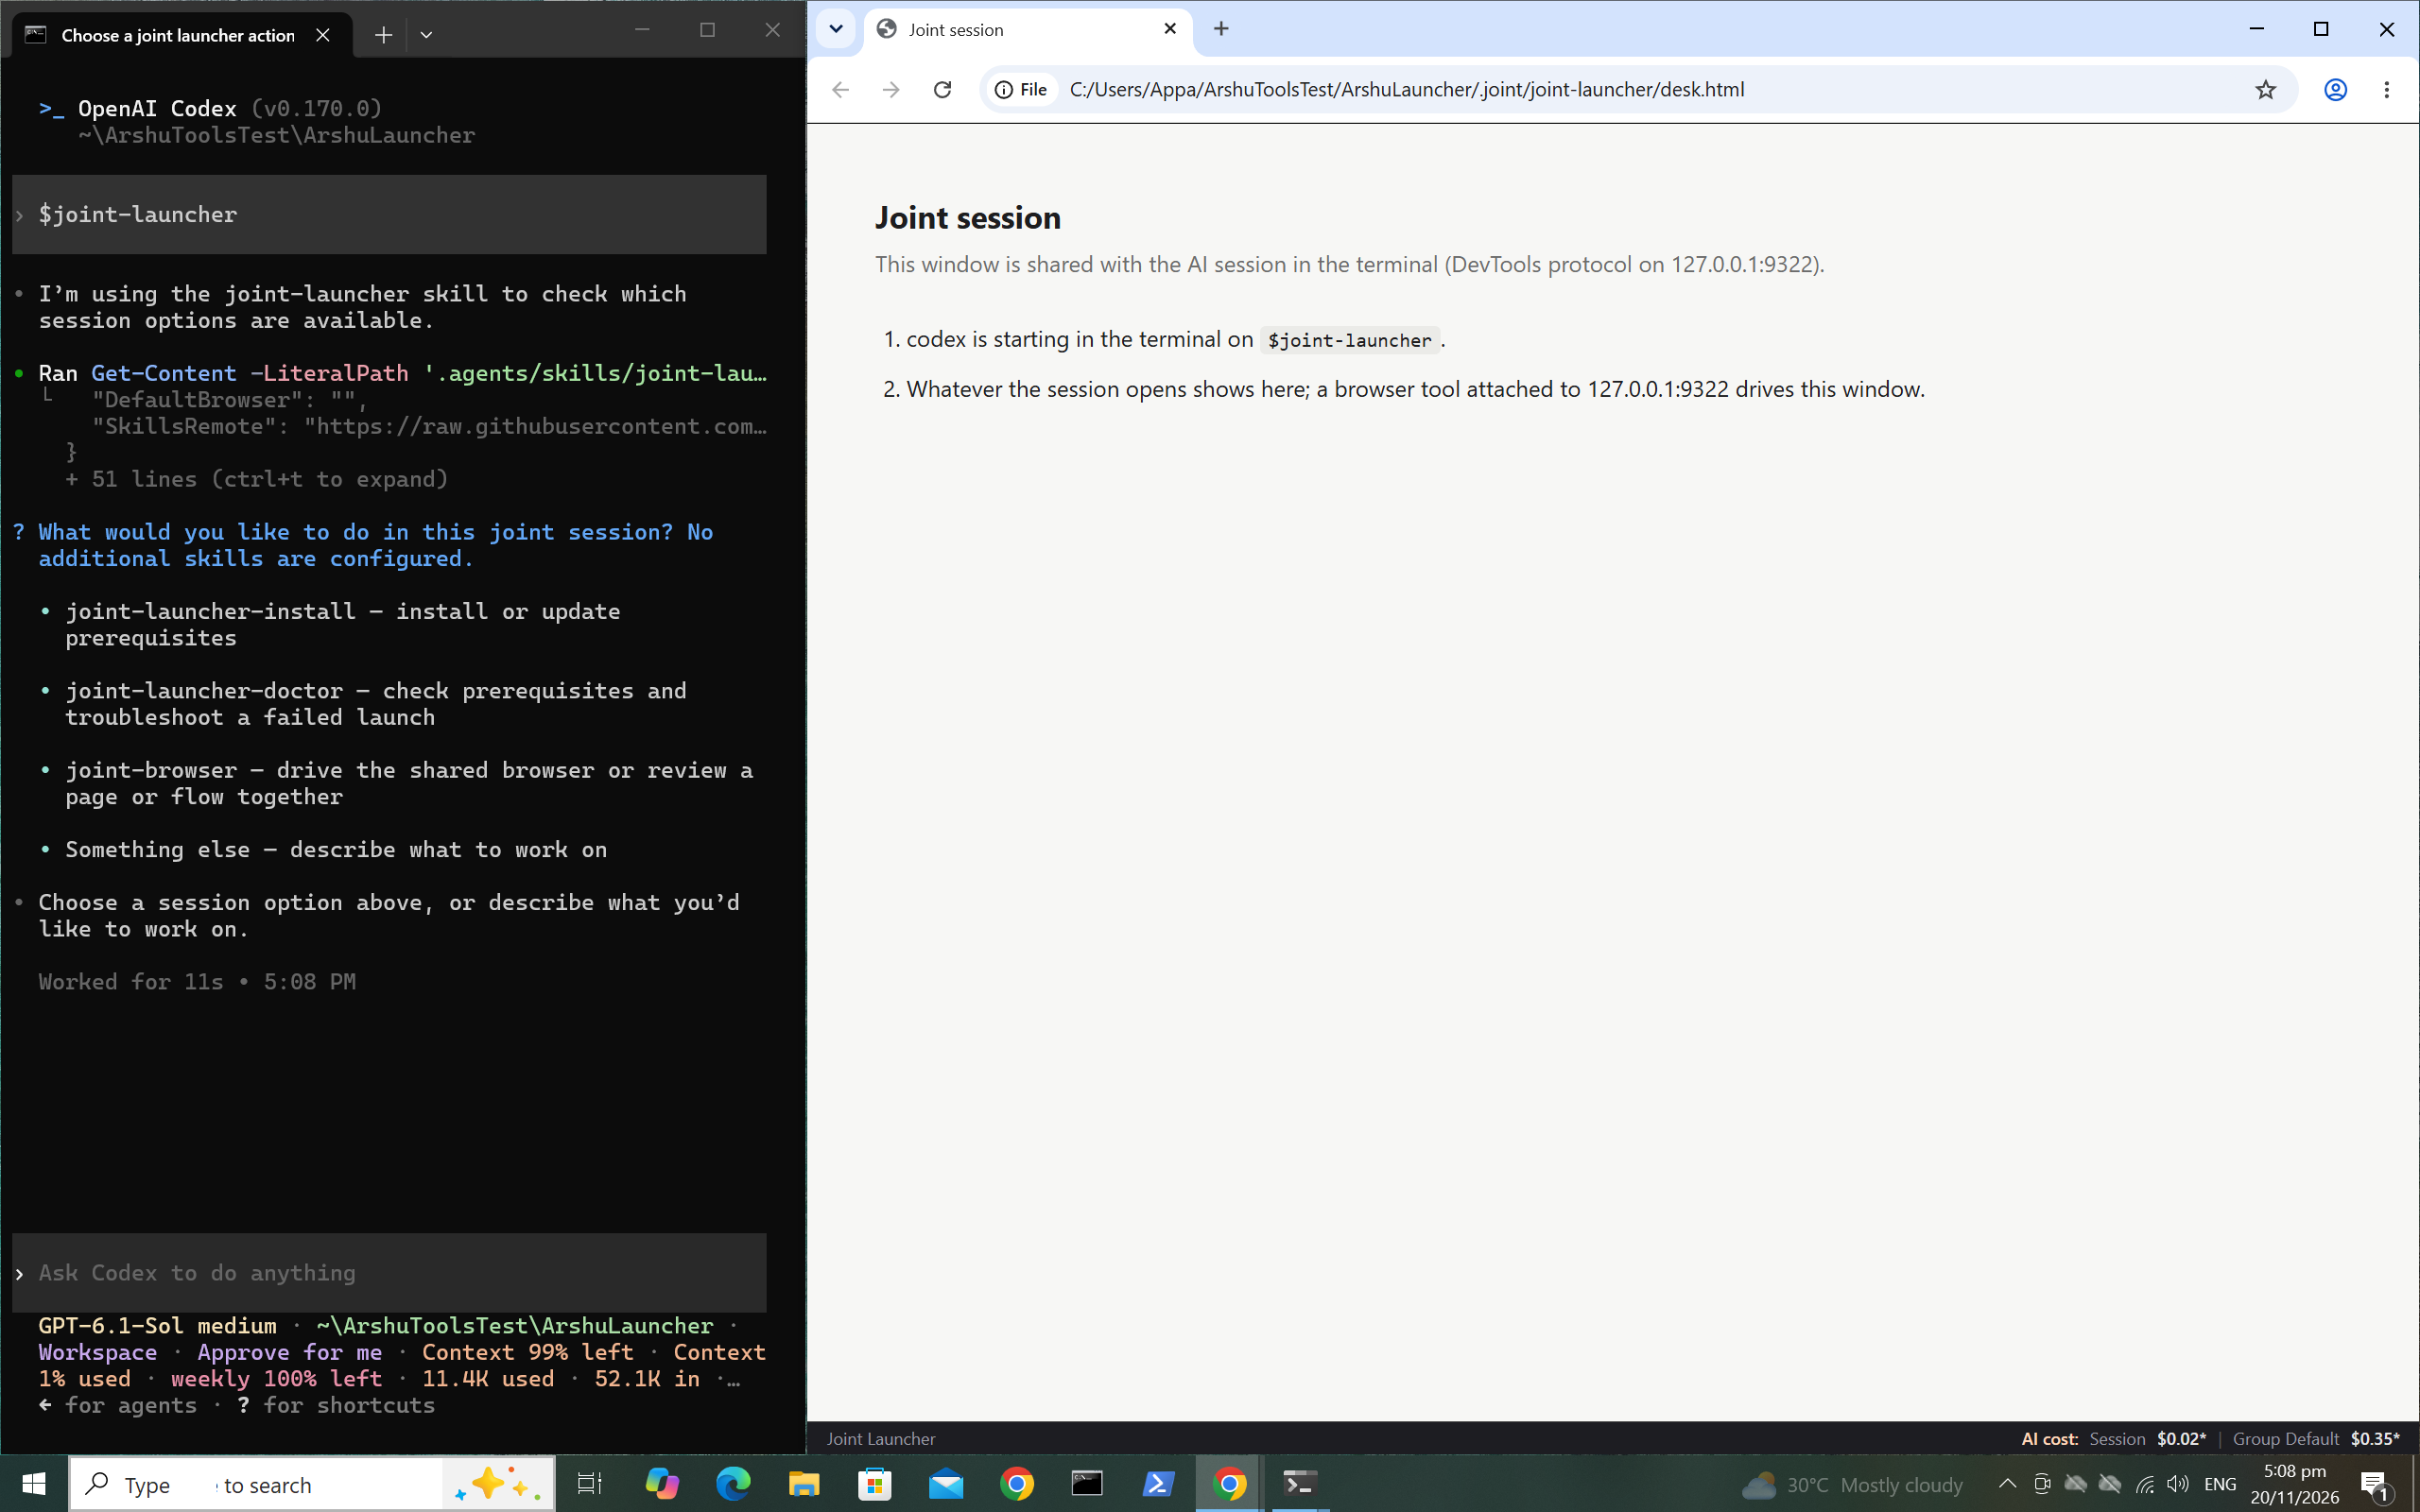 Choose a joint launcher action
>_ OpenAI Codex (v0.170.0)
~\ArshuToolsTest\ArshuLauncher
› $joint-launcher
• I’m using the joint-launcher skill to check which
session options are available.
• Ran Get-Content -LiteralPath '.agents/skills/joint-lau…
└ "DefaultBrowser": "",
"SkillsRemote": "https://raw.githubusercontent.com…
}
+ 51 lines (ctrl+t to expand)
? What would you like to do in this joint session? No
additional skills are configured.
• joint-launcher-install — install or update
prerequisites
• joint-launcher-doctor — check prerequisites and
troubleshoot a failed launch
• joint-browser — drive the shared browser or review a
page or flow together
• Something else — describe what to work on
• Choose a session option above, or describe what you’d
like to work on.
Worked for 11s • 5:08 PM
› Ask Codex to do anything
GPT-6.1-Sol medium · ~\ArshuToolsTest\ArshuLauncher ·
Workspace · Approve for me · Context 99% left · Context
1% used · weekly 100% left · 11.4K used · 52.1K in ·…
← for agents · ? for shortcuts
Joint session
File C:/Users/Appa/ArshuToolsTest/ArshuLauncher/.joint/joint-launcher/desk.html
Joint session
This window is shared with the AI session in the terminal (DevTools protocol on 127.0.0.1:9322).
1. codex is starting in the terminal on $joint-launcher.
2. Whatever the session opens shows here; a browser tool attached to 127.0.0.1:9322 drives this window.
Joint Launcher
AI cost: Session $0.02* | Group Default $0.35*
Type to search
30°C Mostly cloudy
ENG
5:08 pm
20/11/2026
1